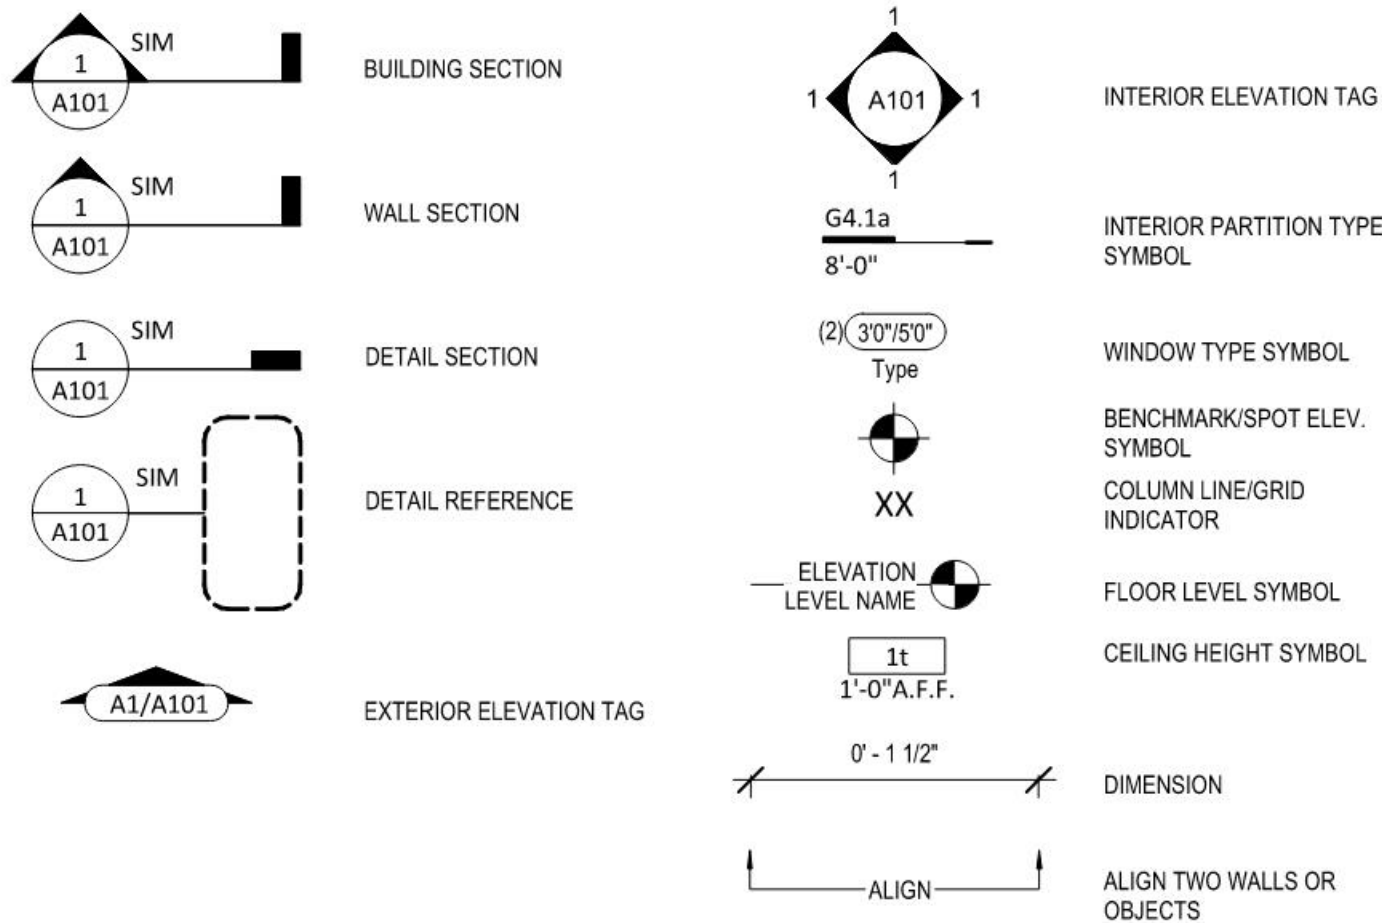 SIM
1
A101
BUILDING SECTION
SIM
1
A101
WALL SECTION
SIM
1
A101
DETAIL SECTION
SIM
1
A101
DETAIL REFERENCE
A1/A101
EXTERIOR ELEVATION TAG
1
1 A101 1
1
INTERIOR ELEVATION TAG
G4.1a
8'-0"
INTERIOR PARTITION TYPE
SYMBOL
(2) 3'0"/5'0"
Type
WINDOW TYPE SYMBOL
BENCHMARK/SPOT ELEV.
SYMBOL
XX
COLUMN LINE/GRID
INDICATOR
ELEVATION
LEVEL NAME
FLOOR LEVEL SYMBOL
1t
1'-0"A.F.F.
CEILING HEIGHT SYMBOL
0' - 1 1/2"
DIMENSION
ALIGN
ALIGN TWO WALLS OR
OBJECTS